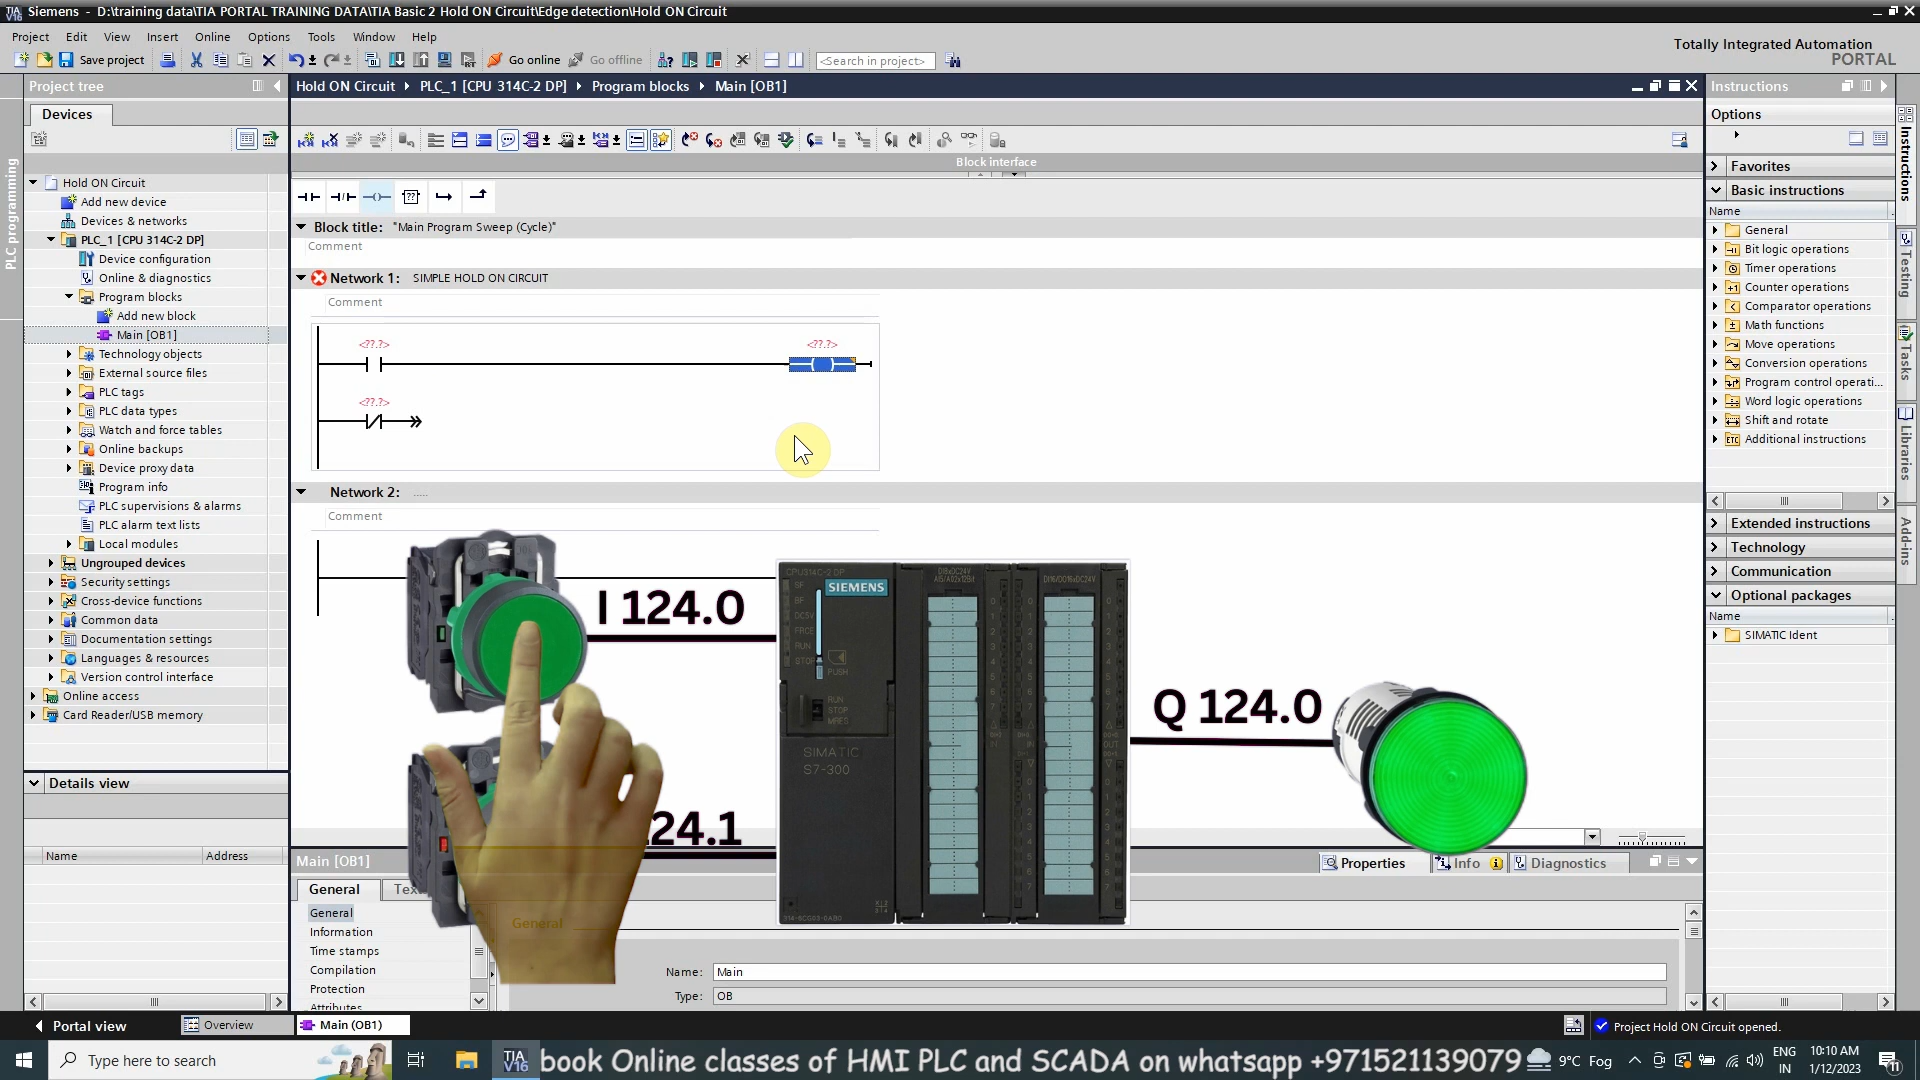 Siemens - D:\training data\TIA PORTAL TRAINING DATA\TIA Basic 2 Hold ON Circuit\Edge detection\Hold ON Circuit
Project Edit View Insert Online Options Tools Window Help
Totally Integrated Automation
PORTAL
Save project
Go online
Go offline
<Search in project>
Project tree
Hold ON Circuit
PLC_1 [CPU 314C-2 DP]
Program blocks
Main [OB1]
Instructions
Devices
Options
PLC programming
Block interface
Favorites
Basic instructions
Name
Hold ON Circuit
Add new device
Devices & networks
PLC_1 [CPU 314C-2 DP]
Device configuration
Online & diagnostics
Program blocks
Add new block
Main [OB1]
Technology objects
External source files
PLC tags
PLC data types
Watch and force tables
Online backups
Device proxy data
Program info
PLC supervisions & alarms
PLC alarm text lists
Local modules
Ungrouped devices
Security settings
Cross-device functions
Common data
Documentation settings
Languages & resources
Version control interface
Online access
Card Reader/USB memory
Details view
Name Address
Block title: "Main Program Sweep (Cycle)"
Comment
Network 1: SIMPLE HOLD ON CIRCUIT
Comment
<??.?>
<??.?>
<??.?>
Network 2: .....
Comment
I 124.0
24.1
Q 124.0
SIEMENS
SF
BF
DC5V
FRCE
RUN
STOP
PUSH
RUN
STOP
MRES
SIMATIC
S7-300
General
Bit logic operations
Timer operations
Counter operations
Comparator operations
Math functions
Move operations
Conversion operations
Program control operati...
Word logic operations
Shift and rotate
Additional instructions
Extended instructions
Technology
Communication
Optional packages
Name
SIMATIC Ident
Instructions
Testing
Tasks
Libraries
Add-ins
Main [OB1]
Properties
Info
Diagnostics
General
Tex
General
Information
Time stamps
Compilation
Protection
Attributes
General
Name: Main
Type: OB
Portal view
Overview
Main (OB1)
Project Hold ON Circuit opened.
Type here to search
TIA
V16
book Online classes of HMI PLC and SCADA on whatsapp +971521139079
9°C Fog
ENG
IN
10:10 AM
1/12/2023